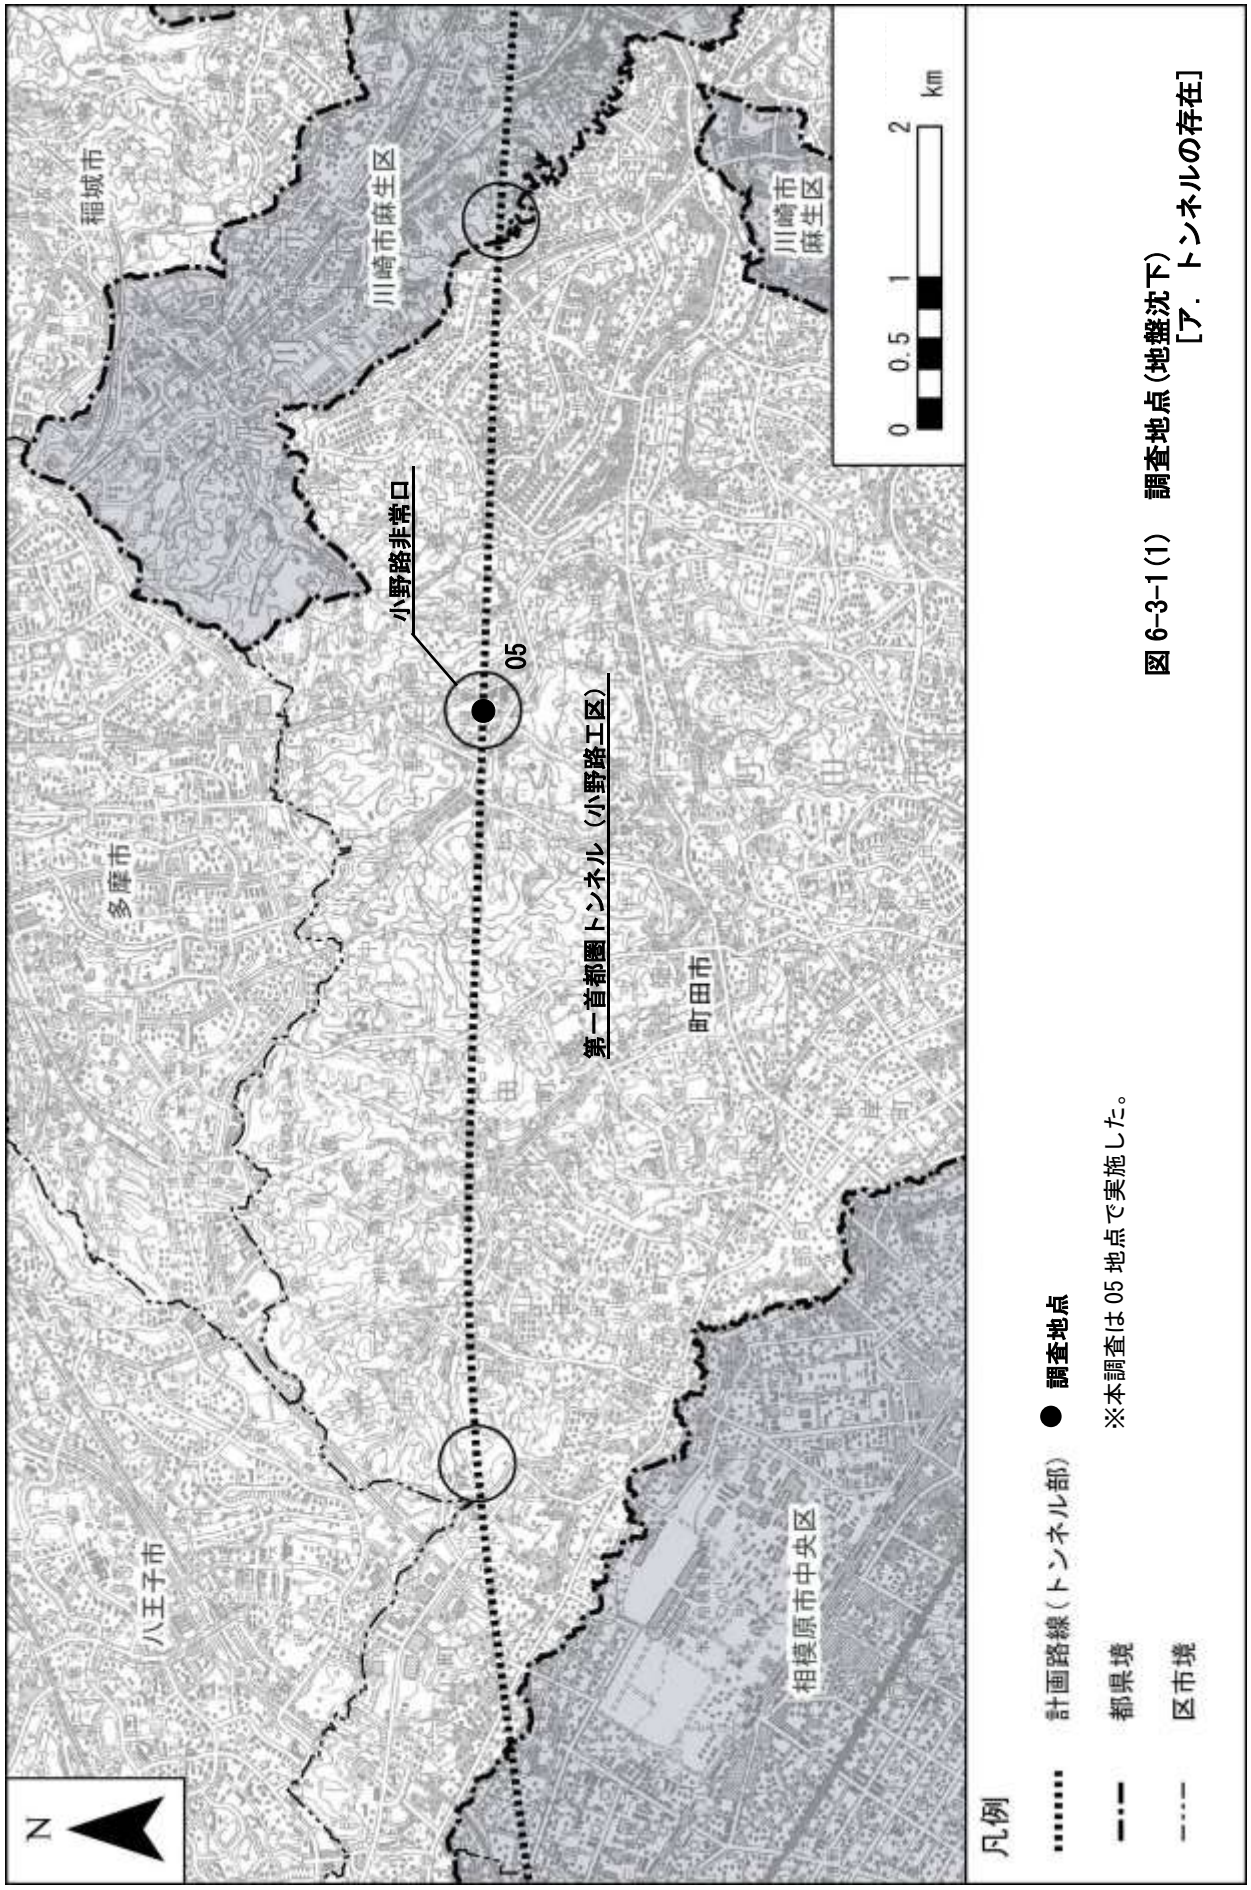 N
八王子市
多摩市
稲城市
川崎市麻生区
小野路非常口
05
第一首都圏トンネル（小野路工区）
町田市
相模原市中央区
川崎市
麻生区
0 0.5 1 2
km
凡例
計画路線（トンネル部）
都県境
区市境
● 調査地点
※本調査は 05 地点で実施した。
図 6-3-1(1) 調査地点（地盤沈下）
[ア．トンネルの存在]